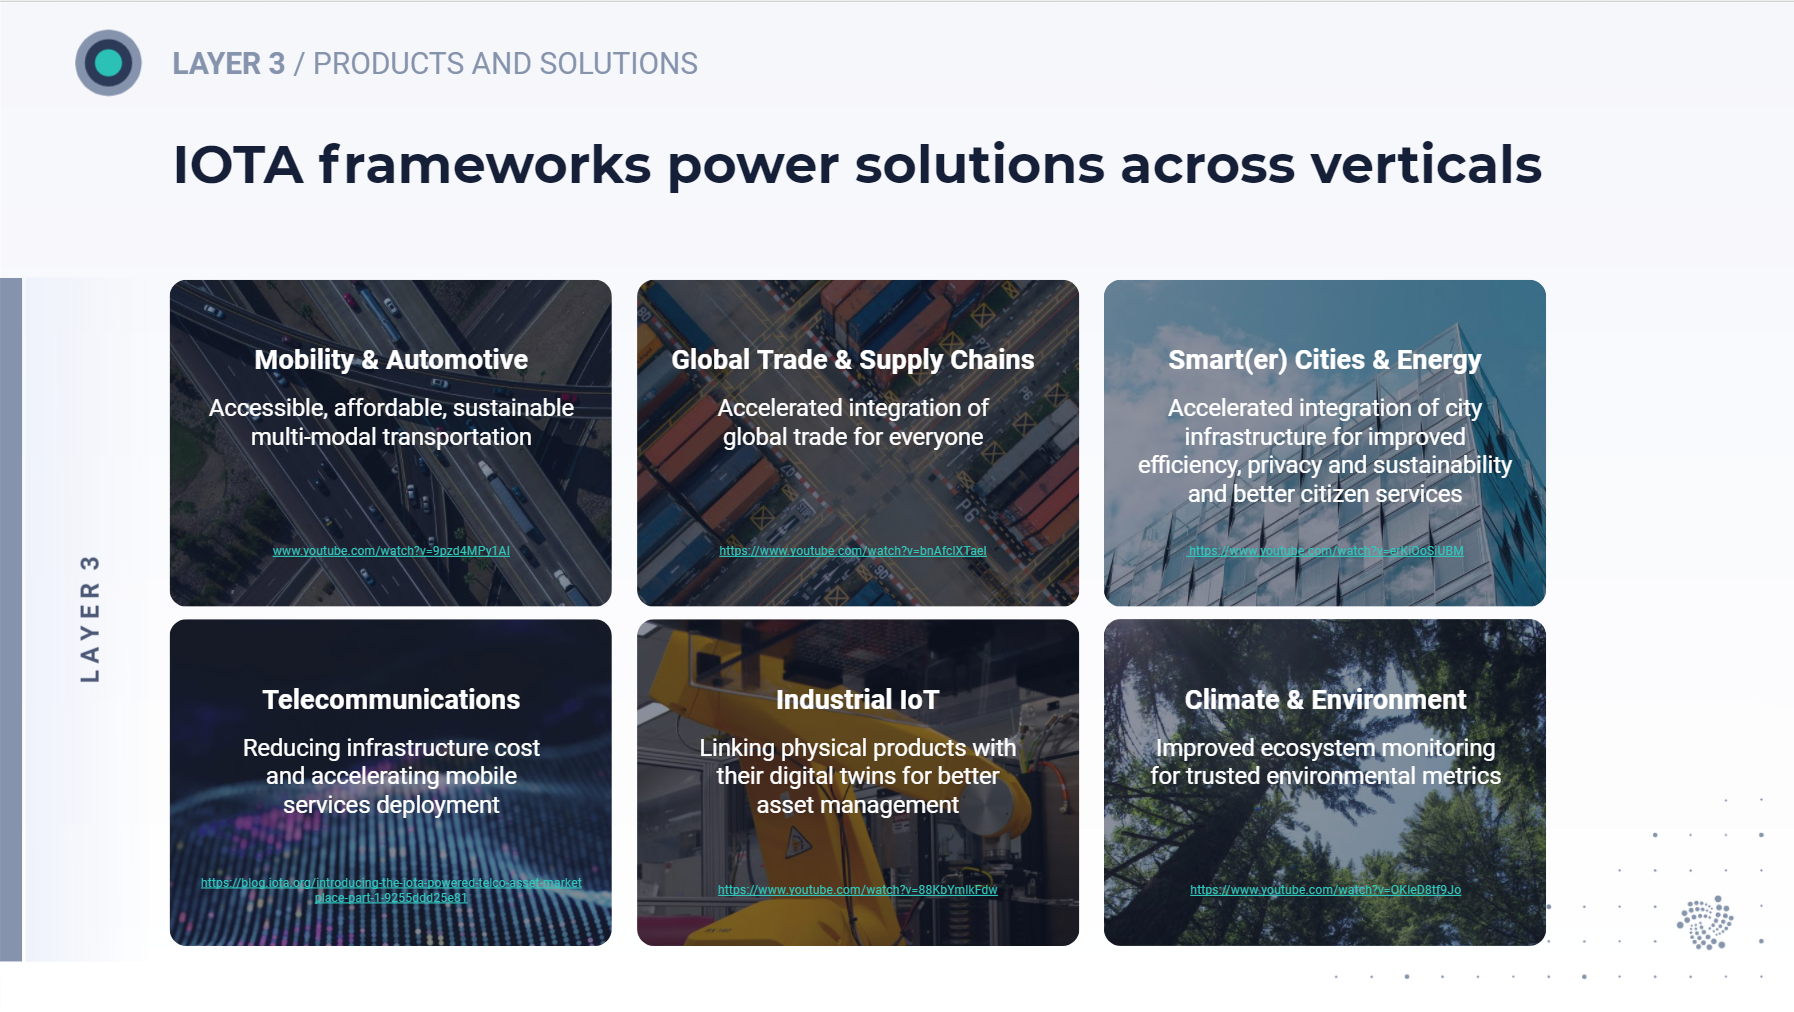 LAYER 3 / PRODUCTS AND SOLUTIONS
IOTA frameworks power solutions across verticals
LAYER 3
Mobility & Automotive
Accessible, affordable, sustainable
multi-modal transportation
www.youtube.com/watch?v=9pzd4MPv1AI
Global Trade & Supply Chains
Accelerated integration of
global trade for everyone
https://www.youtube.com/watch?v=bnAfcIXTaeI
Smart(er) Cities & Energy
Accelerated integration of city
infrastructure for improved
efficiency, privacy and sustainability
and better citizen services
https://www.youtube.com/watch?v=erKiOoSiUBM
Telecommunications
Reducing infrastructure cost
and accelerating mobile
services deployment
https://blog.iota.org/introducing-the-iota-powered-telco-asset-market
place-part-1-9255ddd25e81
Industrial IoT
Linking physical products with
their digital twins for better
asset management
https://www.youtube.com/watch?v=88KbYmIkFdw
Climate & Environment
Improved ecosystem monitoring
for trusted environmental metrics
https://www.youtube.com/watch?v=OKIeD8tf9Jo